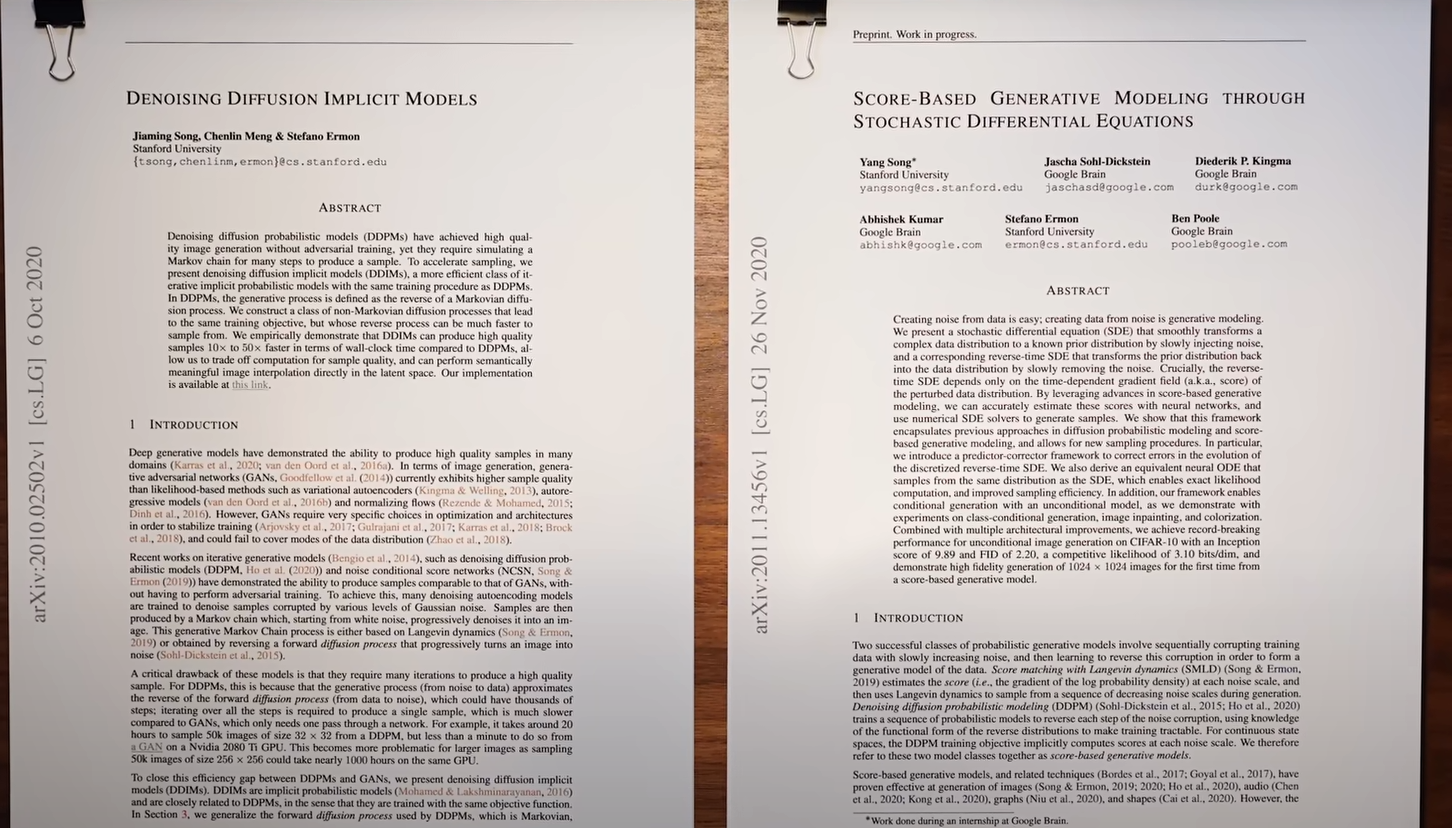 DENOISING DIFFUSION IMPLICIT MODELS
Jiaming Song, Chenlin Meng & Stefano Ermon
Stanford University
{tsong,chenlinm,ermon}@cs.stanford.edu
ABSTRACT
Denoising diffusion probabilistic models (DDPMs) have achieved high qual-
ity image generation without adversarial training, yet they require simulating a
Markov chain for many steps to produce a sample. To accelerate sampling, we
present denoising diffusion implicit models (DDIMs), a more efficient class of it-
erative implicit probabilistic models with the same training procedure as DDPMs.
In DDPMs, the generative process is defined as the reverse of a Markovian diffu-
sion process. We construct a class of non-Markovian diffusion processes that lead
to the same training objective, but whose reverse process can be much faster to
sample from. We empirically demonstrate that DDIMs can produce high quality
samples 10× to 50× faster in terms of wall-clock time compared to DDPMs, al-
low us to trade off computation for sample quality, and can perform semantically
meaningful image interpolation directly in the latent space. Our implementation
is available at this link.
1 INTRODUCTION
Deep generative models have demonstrated the ability to produce high quality samples in many
domains (Karras et al., 2020; van den Oord et al., 2016a). In terms of image generation, genera-
tive adversarial networks (GANs, Goodfellow et al. (2014)) currently exhibits higher sample quality
than likelihood-based methods such as variational autoencoders (Kingma & Welling, 2013), autore-
gressive models (van den Oord et al., 2016b) and normalizing flows (Rezende & Mohamed, 2015;
Dinh et al., 2016). However, GANs require very specific choices in optimization and architectures
in order to stabilize training (Arjovsky et al., 2017; Gulrajani et al., 2017; Karras et al., 2018; Brock
et al., 2018), and could fail to cover modes of the data distribution (Zhao et al., 2018).
Recent works on iterative generative models (Bengio et al., 2014), such as denoising diffusion prob-
abilistic models (DDPM, Ho et al. (2020)) and noise conditional score networks (NCSN, Song &
Ermon (2019)) have demonstrated the ability to produce samples comparable to that of GANs, with-
out having to perform adversarial training. To achieve this, many denoising autoencoding models
are trained to denoise samples corrupted by various levels of Gaussian noise. Samples are then
produced by a Markov chain which, starting from white noise, progressively denoises it into an im-
age. This generative Markov Chain process is either based on Langevin dynamics (Song & Ermon,
2019) or obtained by reversing a forward diffusion process that progressively turns an image into
noise (Sohl-Dickstein et al., 2015).
A critical drawback of these models is that they require many iterations to produce a high quality
sample. For DDPMs, this is because that the generative process (from noise to data) approximates
the reverse of the forward diffusion process (from data to noise), which could have thousands of
steps; iterating over all the steps is required to produce a single sample, which is much slower
compared to GANs, which only needs one pass through a network. For example, it takes around 20
hours to sample 50k images of size 32 × 32 from a DDPM, but less than a minute to do so from
a GAN on a Nvidia 2080 Ti GPU. This becomes more problematic for larger images as sampling
50k images of size 256 × 256 could take nearly 1000 hours on the same GPU.
To close this efficiency gap between DDPMs and GANs, we present denoising diffusion implicit
models (DDIMs). DDIMs are implicit probabilistic models (Mohamed & Lakshminarayanan, 2016)
and are closely related to DDPMs, in the sense that they are trained with the same objective function.
In Section 3, we generalize the forward diffusion process used by DDPMs, which is Markovian,
arXiv:2010.02502v1 [cs.LG] 6 Oct 2020
Preprint. Work in progress.
SCORE-BASED GENERATIVE MODELING THROUGH
STOCHASTIC DIFFERENTIAL EQUATIONS
Yang Song* Jascha Sohl-Dickstein Diederik P. Kingma
Stanford University Google Brain Google Brain
yangsong@cs.stanford.edu jaschasd@google.com durk@google.com
Abhishek Kumar Stefano Ermon Ben Poole
Google Brain Stanford University Google Brain
abhishk@google.com ermon@cs.stanford.edu pooleb@google.com
ABSTRACT
Creating noise from data is easy; creating data from noise is generative modeling.
We present a stochastic differential equation (SDE) that smoothly transforms a
complex data distribution to a known prior distribution by slowly injecting noise,
and a corresponding reverse-time SDE that transforms the prior distribution back
into the data distribution by slowly removing the noise. Crucially, the reverse-
time SDE depends only on the time-dependent gradient field (a.k.a., score) of
the perturbed data distribution. By leveraging advances in score-based generative
modeling, we can accurately estimate these scores with neural networks, and
use numerical SDE solvers to generate samples. We show that this framework
encapsulates previous approaches in diffusion probabilistic modeling and score-
based generative modeling, and allows for new sampling procedures. In particular,
we introduce a predictor-corrector framework to correct errors in the evolution of
the discretized reverse-time SDE. We also derive an equivalent neural ODE that
samples from the same distribution as the SDE, which enables exact likelihood
computation, and improved sampling efficiency. In addition, our framework enables
conditional generation with an unconditional model, as we demonstrate with
experiments on class-conditional generation, image inpainting, and colorization.
Combined with multiple architectural improvements, we achieve record-breaking
performance for unconditional image generation on CIFAR-10 with an Inception
score of 9.89 and FID of 2.20, a competitive likelihood of 3.10 bits/dim, and
demonstrate high fidelity generation of 1024 × 1024 images for the first time from
a score-based generative model.
1 INTRODUCTION
Two successful classes of probabilistic generative models involve sequentially corrupting training
data with slowly increasing noise, and then learning to reverse this corruption in order to form a
generative model of the data. Score matching with Langevin dynamics (SMLD) (Song & Ermon,
2019) estimates the score (i.e., the gradient of the log probability density) at each noise scale, and
then uses Langevin dynamics to sample from a sequence of decreasing noise scales during generation.
Denoising diffusion probabilistic modeling (DDPM) (Sohl-Dickstein et al., 2015; Ho et al., 2020)
trains a sequence of probabilistic models to reverse each step of the noise corruption, using knowledge
of the functional form of the reverse distributions to make training tractable. For continuous state
spaces, the DDPM training objective implicitly computes scores at each noise scale. We therefore
refer to these two model classes together as score-based generative models.
Score-based generative models, and related techniques (Bordes et al., 2017; Goyal et al., 2017), have
proven effective at generation of images (Song & Ermon, 2019; 2020; Ho et al., 2020), audio (Chen
et al., 2020; Kong et al., 2020), graphs (Niu et al., 2020), and shapes (Cai et al., 2020). However, the
*Work done during an internship at Google Brain.
arXiv:2011.13456v1 [cs.LG] 26 Nov 2020